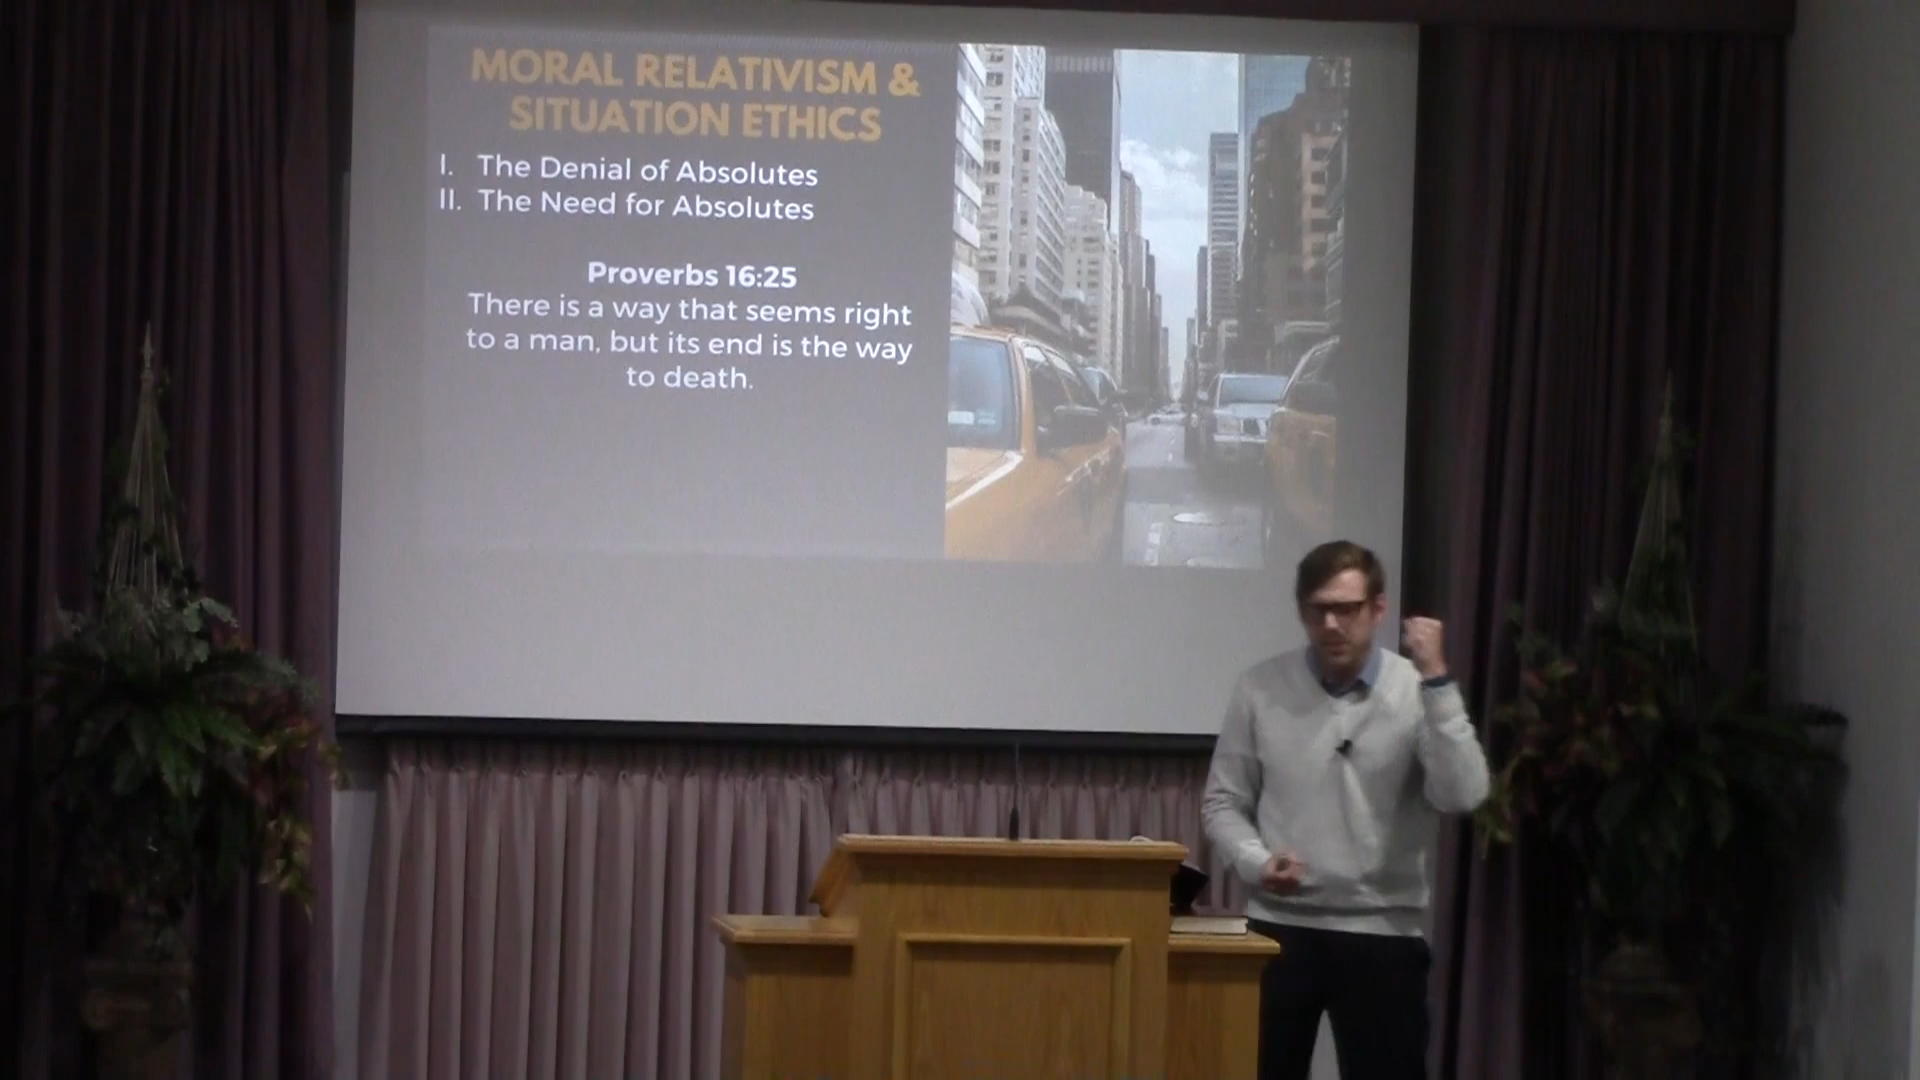 MORAL RELATIVISM &
SITUATION ETHICS
I. The Denial of Absolutes
II. The Need for Absolutes
Proverbs 16:25
There is a way that seems right
to a man, but its end is the way
to death.